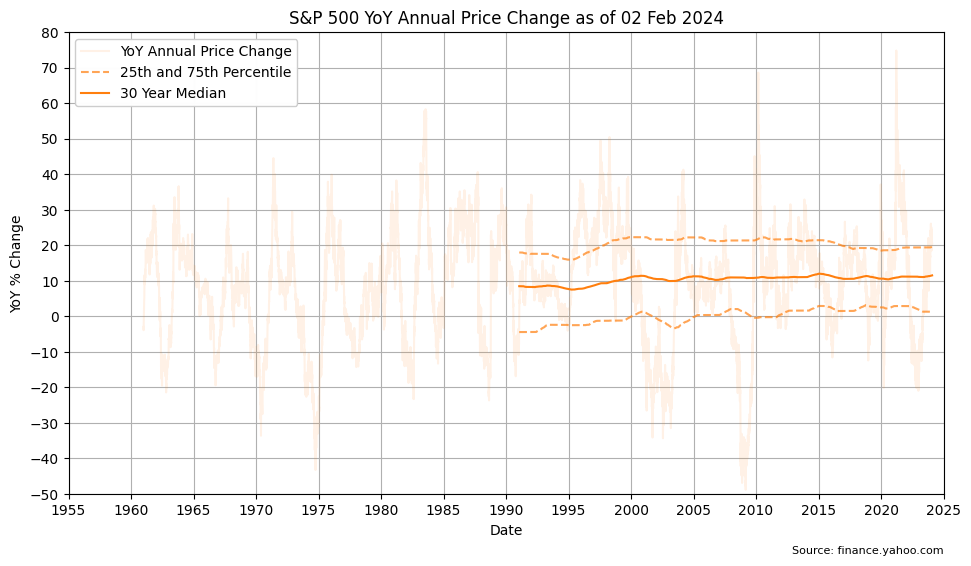 S&P 500 YoY Annual Price Change as of 02 Feb 2024
YoY Annual Price Change
25th and 75th Percentile
30 Year Median
YoY % Change
80
70
60
50
40
30
20
10
0
−10
−20
−30
−40
−50
1955 1960 1965 1970 1975 1980 1985 1990 1995 2000 2005 2010 2015 2020 2025
Date
Source: finance.yahoo.com